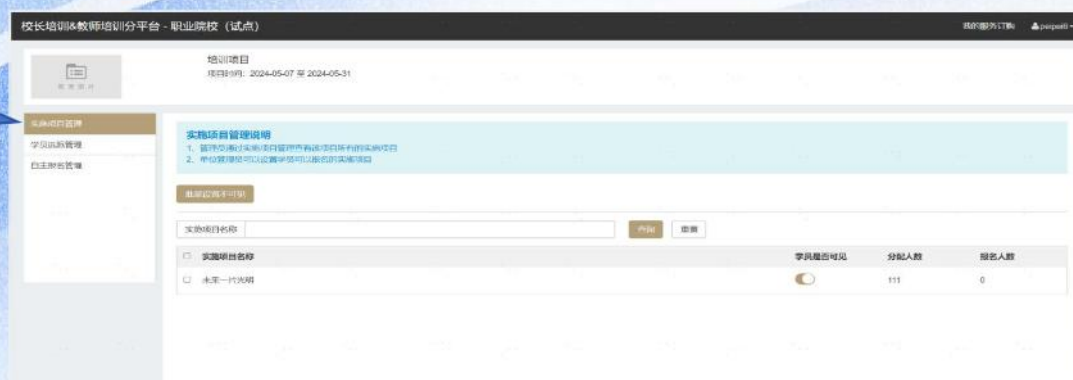 校长培训&教师培训分平台 - 职业院校（试点）
我的服务订购
培训项目
项目时间：2024-05-07 至 2024-05-31
实施项目管理
学员选派管理
自主报名管理
实施项目管理说明
1、管理员通过实施项目管理查看该项目所有的实施项目
2、单位管理员可以设置学员可以报名的实施项目
批量设置不可见
实施项目名称
查询 重置
实施项目名称 学员是否可见 分配人数 报名人数
未来一代光明 111 0